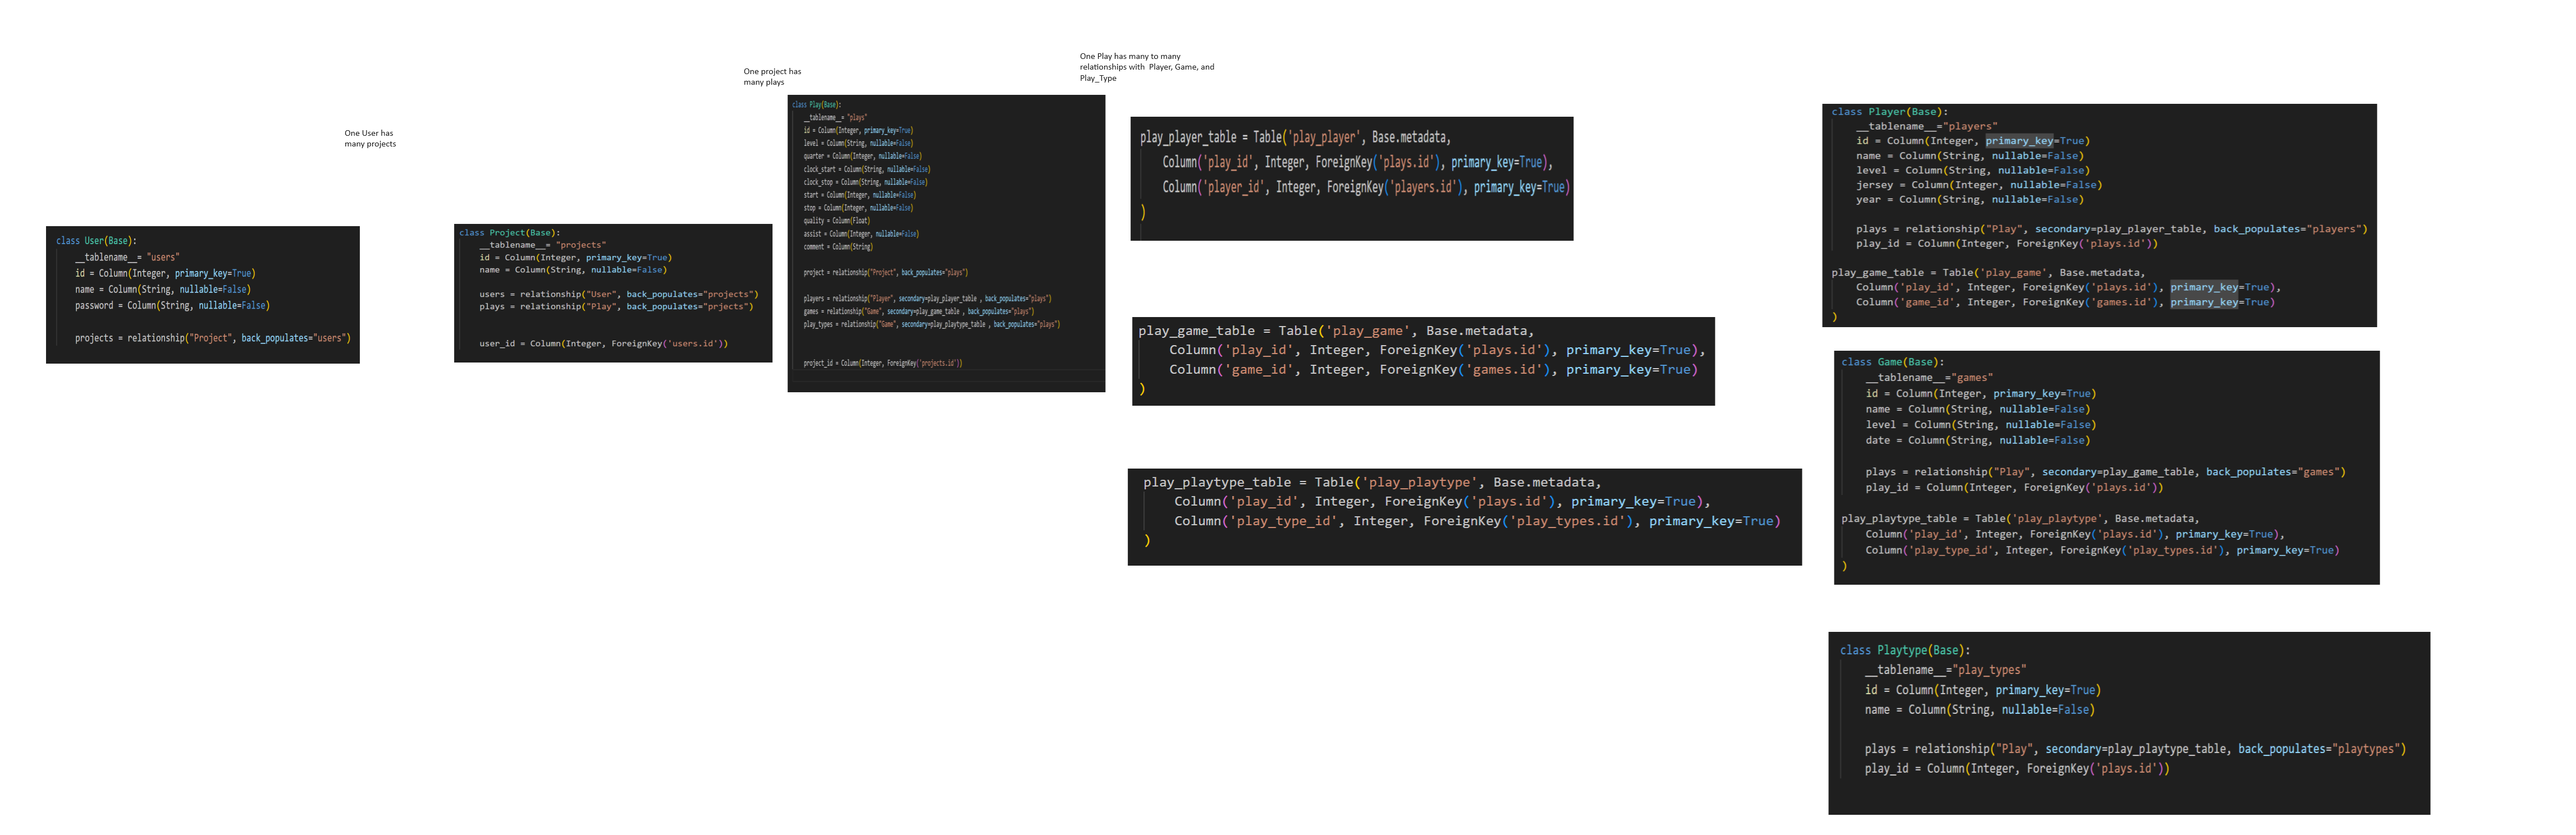 One User has
many projects
class User(Base):
    __tablename__ = "users"
    id = Column(Integer, primary_key=True)
    name = Column(String, nullable=False)
    password = Column(String, nullable=False)
    projects = relationship("Project", back_populates="users")
class Project(Base):
    __tablename__= "projects"
    id = Column(Integer, primary_key=True)
    name = Column(String, nullable=False)
    users = relationship("User", back_populates="projects")
    plays = relationship("Play", back_populates="prjects")
    user_id = Column(Integer, ForeignKey('users.id'))
One project has
many plays
class Play(Base):
    __tablename__= "plays"
    id = Column(Integer, primary_key=True)
    level = Column(String, nullable=False)
    quarter = Column(Integer, nullable=False)
    clock_start = Column(String, nullable=False)
    clock_stop = Column(String, nullable=False)
    start = Column(Integer, nullable=False)
    stop = Column(Integer, nullable=False)
    quality = Column(Float)
    assist = Column(Integer, nullable=False)
    comment = Column(String)
    project = relationship("Project", back_populates="plays")
    players = relationship("Player", secondary=play_player_table , back_populates="plays")
    games = relationship("Game", secondary=play_game_table , back_populates="plays")
    play_types = relationship("Game", secondary=play_playtype_table , back_populates="plays")
    project_id = Column(Integer, ForeignKey('projects.id'))
One Play has many to many
relationships with  Player, Game, and
Play_Type
play_player_table = Table('play_player', Base.metadata,
    Column('play_id', Integer, ForeignKey('plays.id'), primary_key=True),
    Column('player_id', Integer, ForeignKey('players.id'), primary_key=True)
)
play_game_table = Table('play_game', Base.metadata,
    Column('play_id', Integer, ForeignKey('plays.id'), primary_key=True),
    Column('game_id', Integer, ForeignKey('games.id'), primary_key=True)
)
play_playtype_table = Table('play_playtype', Base.metadata,
    Column('play_id', Integer, ForeignKey('plays.id'), primary_key=True),
    Column('play_type_id', Integer, ForeignKey('play_types.id'), primary_key=True)
)
class Player(Base):
    __tablename__="players"
    id = Column(Integer, primary_key=True)
    name = Column(String, nullable=False)
    level = Column(String, nullable=False)
    jersey = Column(Integer, nullable=False)
    year = Column(String, nullable=False)
    plays = relationship("Play", secondary=play_player_table, back_populates="players")
    play_id = Column(Integer, ForeignKey('plays.id'))
play_game_table = Table('play_game', Base.metadata,
    Column('play_id', Integer, ForeignKey('plays.id'), primary_key=True),
    Column('game_id', Integer, ForeignKey('games.id'), primary_key=True)
)
class Game(Base):
    __tablename__="games"
    id = Column(Integer, primary_key=True)
    name = Column(String, nullable=False)
    level = Column(String, nullable=False)
    date = Column(String, nullable=False)
    plays = relationship("Play", secondary=play_game_table, back_populates="games")
    play_id = Column(Integer, ForeignKey('plays.id'))
play_playtype_table = Table('play_playtype', Base.metadata,
    Column('play_id', Integer, ForeignKey('plays.id'), primary_key=True),
    Column('play_type_id', Integer, ForeignKey('play_types.id'), primary_key=True)
)
class Playtype(Base):
    __tablename__="play_types"
    id = Column(Integer, primary_key=True)
    name = Column(String, nullable=False)
    plays = relationship("Play", secondary=play_playtype_table, back_populates="playtypes")
    play_id = Column(Integer, ForeignKey('plays.id'))